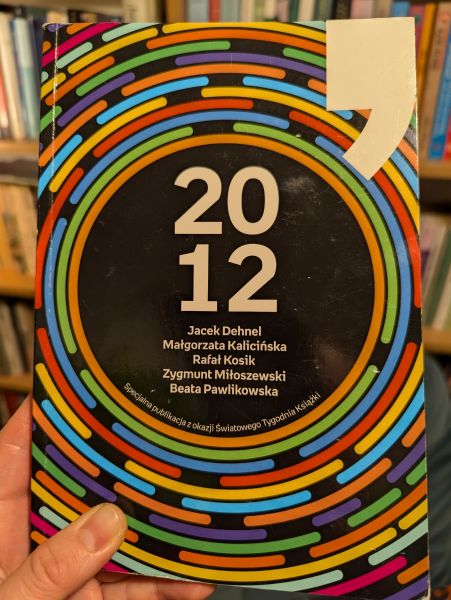 20
12
Jacek Dehnel
Małgorzata Kalicińska
Rafał Kosik
Zygmunt Miłoszewski
Beata Pawlikowska
Specjalna publikacja z okazji Światowego Tygodnia Książki